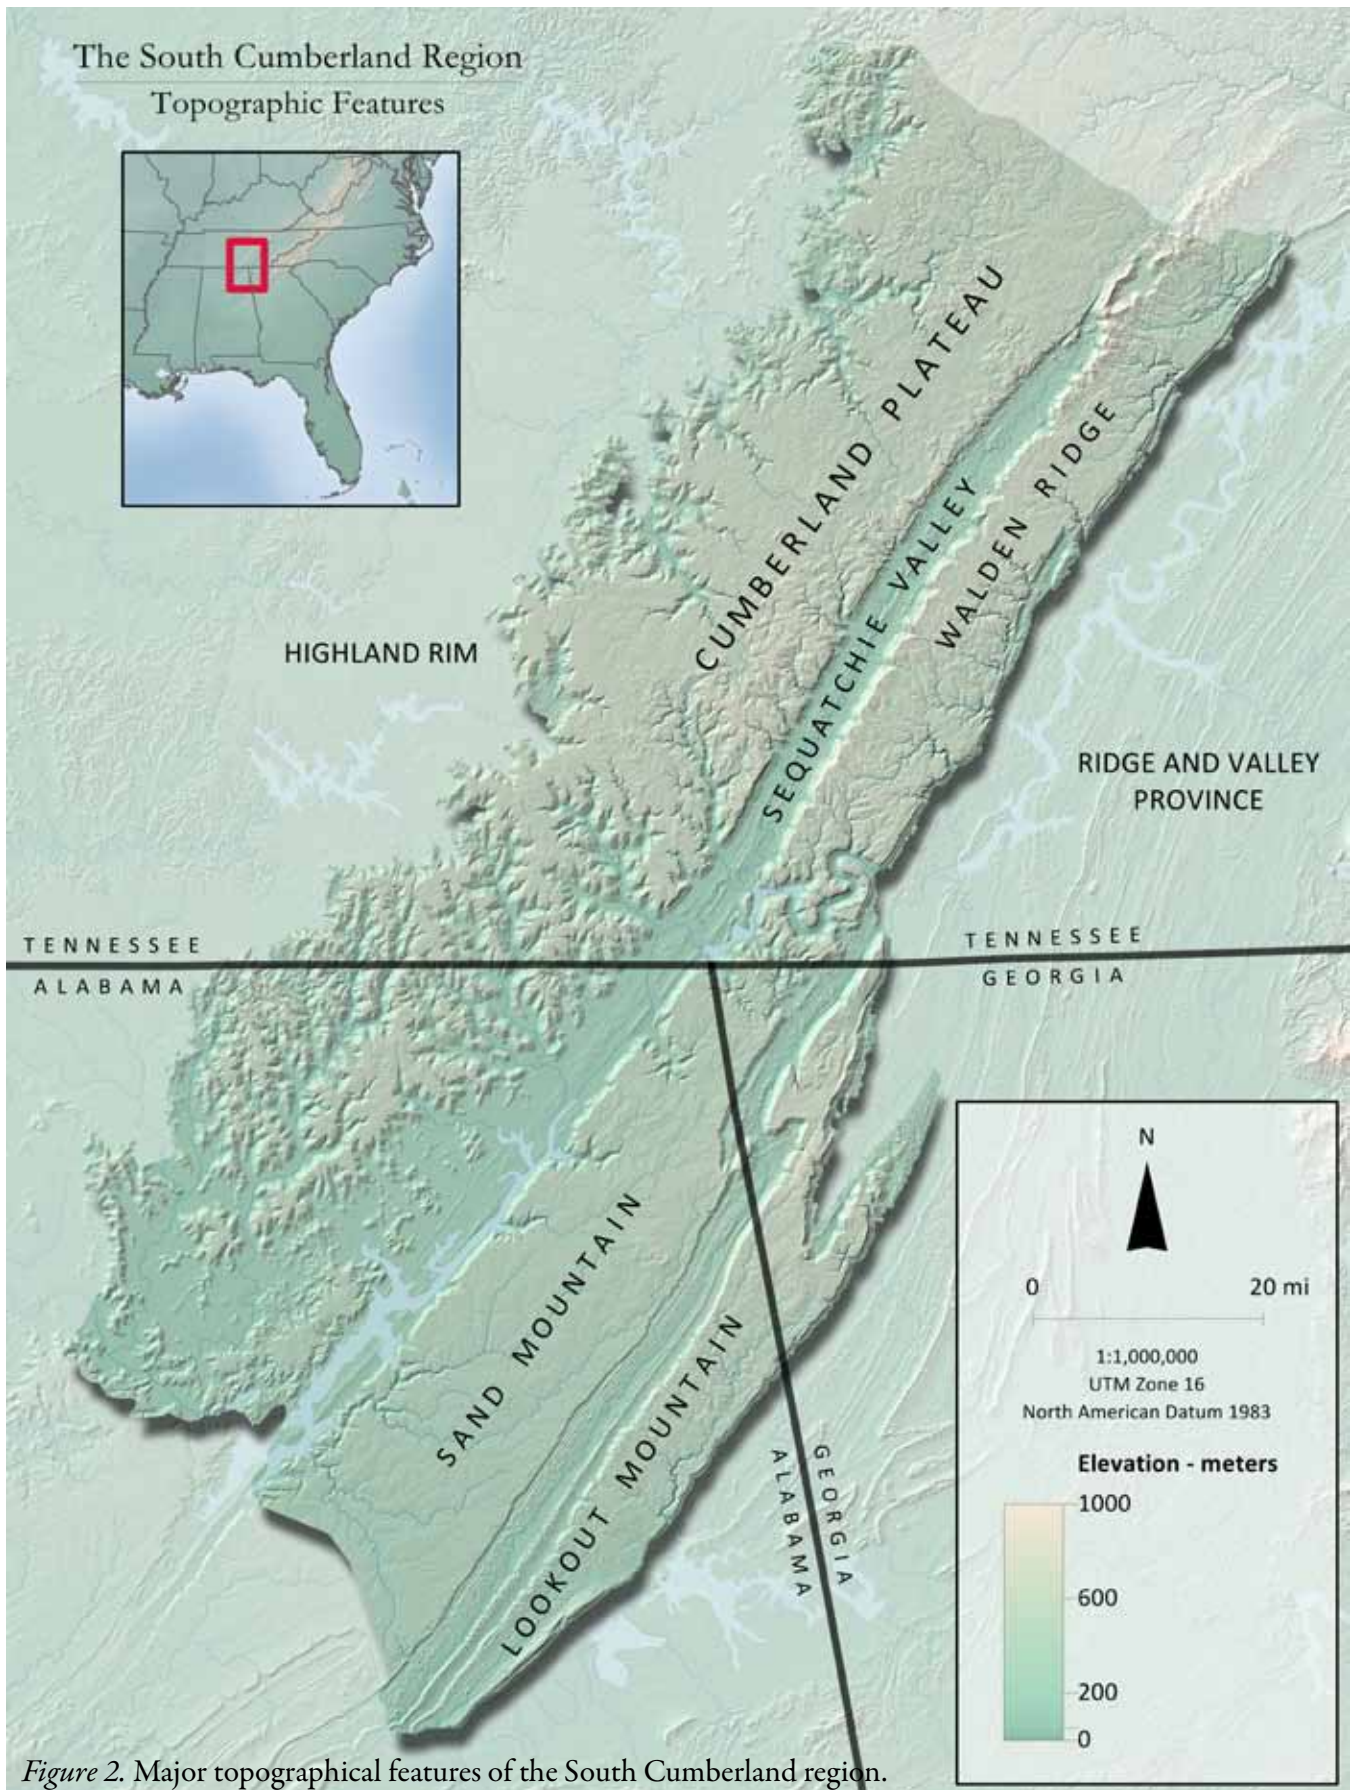 The South Cumberland Region
Topographic Features
CUMBERLAND PLATEAU
SEQUATCHIE VALLEY
WALDEN RIDGE
HIGHLAND RIM
RIDGE AND VALLEY
PROVINCE
TENNESSEE
ALABAMA
TENNESSEE
GEORGIA
SAND MOUNTAIN
LOOKOUT MOUNTAIN
GEORGIA
ALABAMA
N
0 20 mi
1:1,000,000
UTM Zone 16
North American Datum 1983
Elevation - meters
1000
600
200
0
Figure 2. Major topographical features of the South Cumberland region.